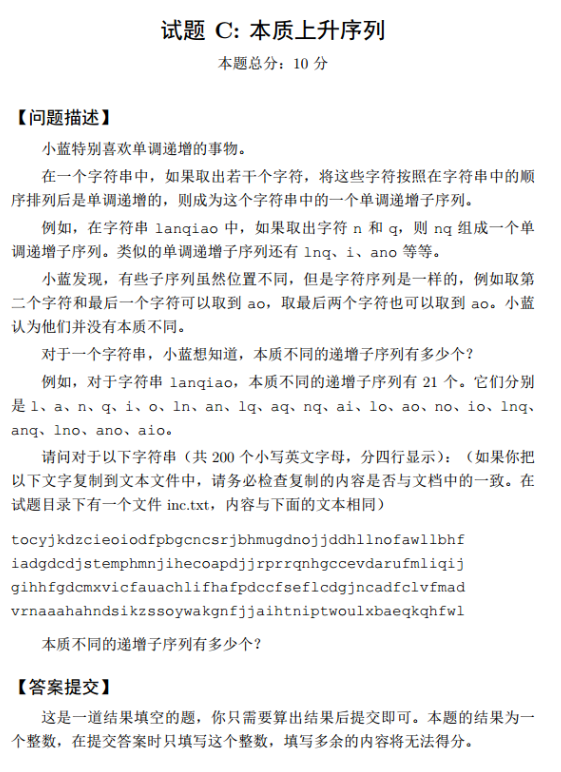 试题 C: 本质上升序列
本题总分：10 分
【问题描述】
小蓝特别喜欢单调递增的事物。
在一个字符串中，如果取出若干个字符，将这些字符按照在字符串中的顺
序排列后是单调递增的，则成为这个字符串中的一个单调递增子序列。
例如，在字符串 lanqiao 中，如果取出字符 n 和 q，则 nq 组成一个单
调递增子序列。类似的单调递增子序列还有 lnq、i、ano 等等。
小蓝发现，有些子序列虽然位置不同，但是字符序列是一样的，例如取第
二个字符和最后一个字符可以取到 ao，取最后两个字符也可以取到 ao。小蓝
认为他们并没有本质不同。
对于一个字符串，小蓝想知道，本质不同的递增子序列有多少个？
例如，对于字符串 lanqiao，本质不同的递增子序列有 21 个。它们分别
是 l、a、n、q、i、o、ln、an、lq、aq、nq、ai、lo、ao、no、io、lnq、
anq、lno、ano、aio。
请问对于以下字符串（共 200 个小写英文字母，分四行显示）：（如果你把
以下文字复制到文本文件中，请务必检查复制的内容是否与文档中的一致。在
试题目录下有一个文件 inc.txt，内容与下面的文本相同）
tocyjkdzcieoiodfpbgcncsrjbhmugdnojjddhllnofawllbhf
iadgdcdjstemphmnjihecoapdjjrprrqnhgccevdarufmliqij
gihhfgdcmxvicfauachlifhafpdccfseflcdgjncadfclvfmad
vrnaaahahndsikzssoywakgnfjjaihtniptwoulxbaeqkqhfwl
本质不同的递增子序列有多少个？
【答案提交】
这是一道结果填空的题，你只需要算出结果后提交即可。本题的结果为一
个整数，在提交答案时只填写这个整数，填写多余的内容将无法得分。